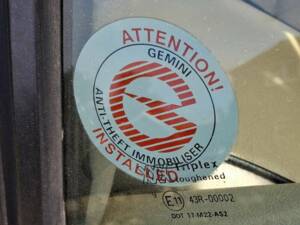 ATTENTION!
GEMINI
ANTI-THEFT IMMOBILISER
INSTALLED
Triplex
toughened
E11 43R-00002
DOT 17-M22-AS2